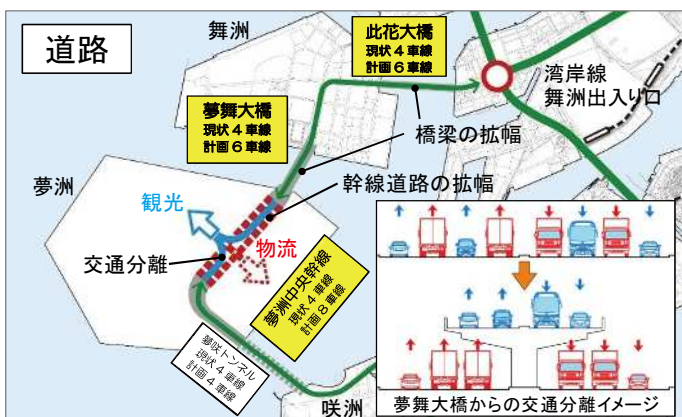 道路
舞洲
此花大橋
現状4車線
計画6車線
湾岸線
舞洲出入り口
夢舞大橋
現状4車線
計画6車線
橋梁の拡幅
夢洲
幹線道路の拡幅
観光
交通分離
物流
夢洲中央幹線
現状4車線
計画8車線
夢咲トンネル
現状4車線
計画4車線
咲洲
夢舞大橋からの交通分離イメージ